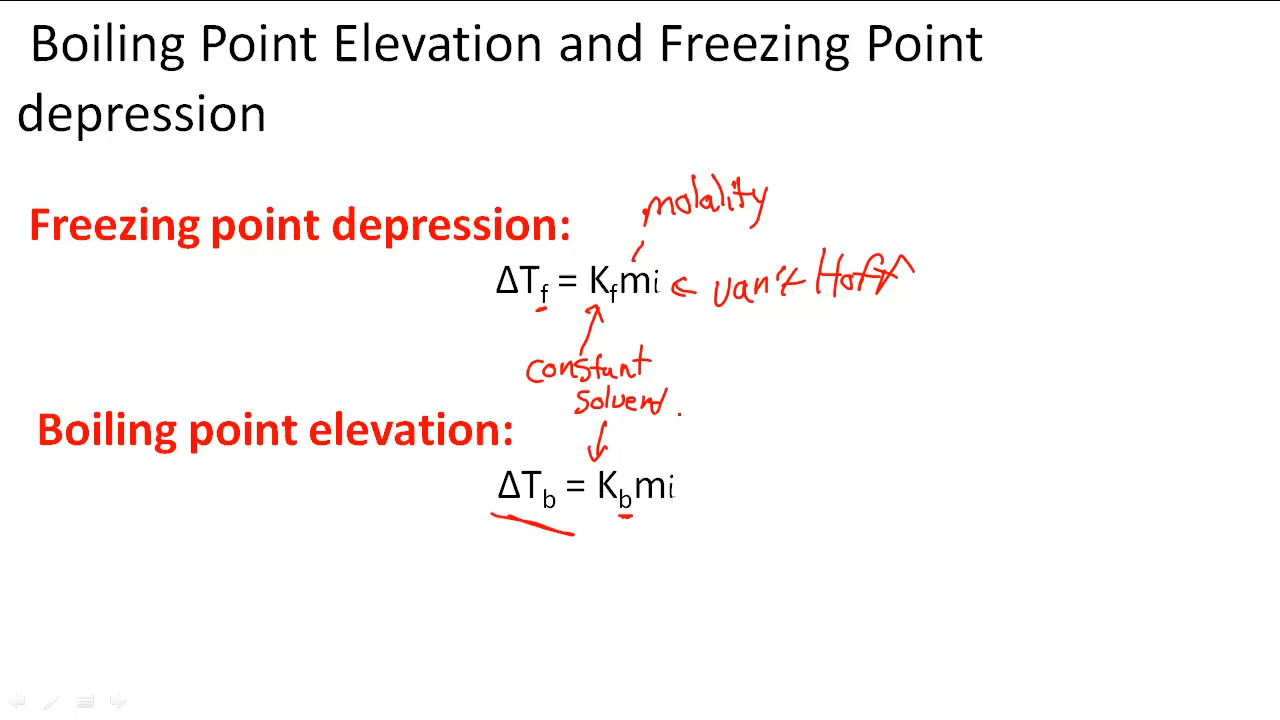 Boiling Point Elevation and Freezing Point
depression
molality
Freezing point depression:
ΔTf = Kfmi ← van't Hoff
constant
solvent
Boiling point elevation:
ΔTb = Kbmi